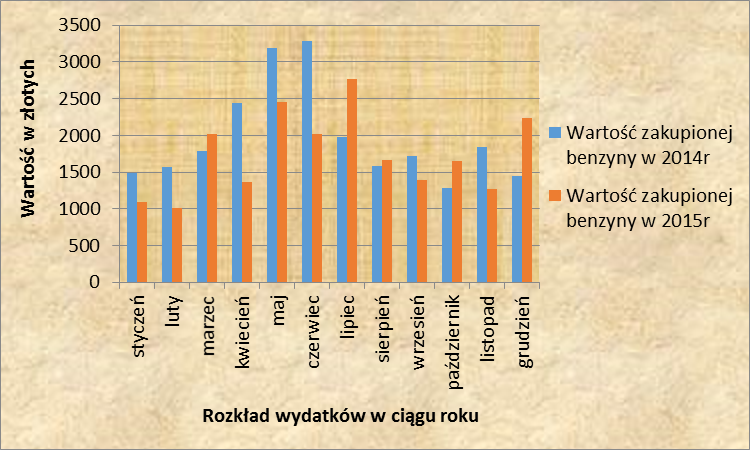 3500
3000
2500
2000
1500
1000
500
0
Wartość w złotych
styczeń
luty
marzec
kwiecień
maj
czerwiec
lipiec
sierpień
wrzesień
październik
listopad
grudzień
Rozkład wydatków w ciągu roku
Wartość zakupionej
benzyny w 2014r
Wartość zakupionej
benzyny w 2015r